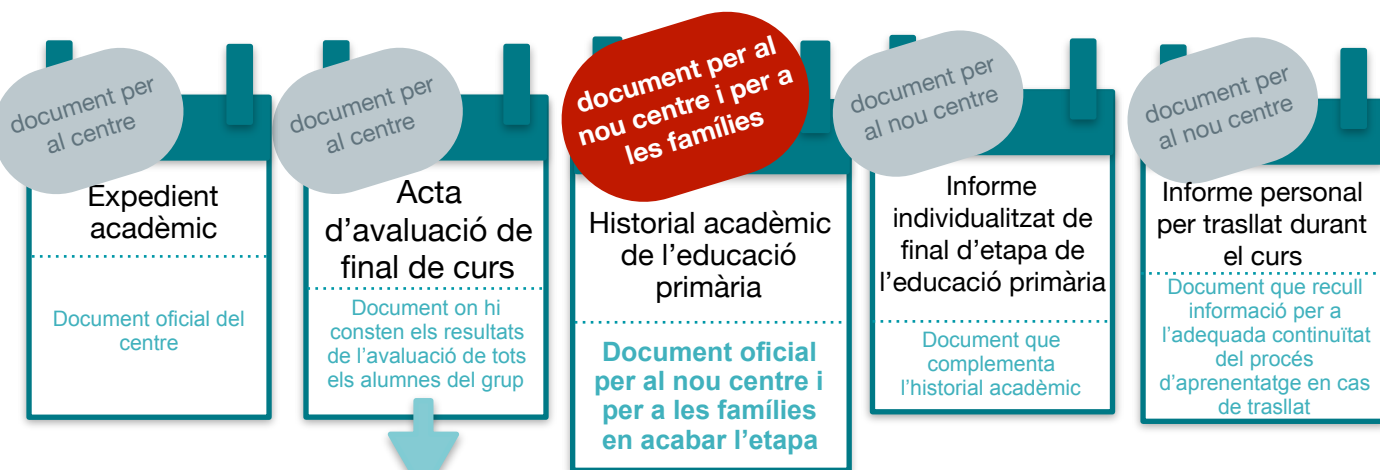 document per
al centre
Expedient
acadèmic
Document oficial del
centre
document per
al centre
Acta
d’avaluació de
final de curs
Document on hi
consten els resultats
de l’avaluació de tots
els alumnes del grup
document per al
nou centre i per a
les famílies
Historial acadèmic
de l’educació
primària
Document oficial
per al nou centre i
per a les famílies
en acabar l’etapa
document per
al nou centre
Informe
individualitzat de
final d’etapa de
l’educació primària
Document que
complementa
l’historial acadèmic
document per
al nou centre
Informe personal
per trasllat durant
el curs
Document que recull
informació per a
l’adequada continuïtat
del procés
d’aprenentatge en cas
de trasllat